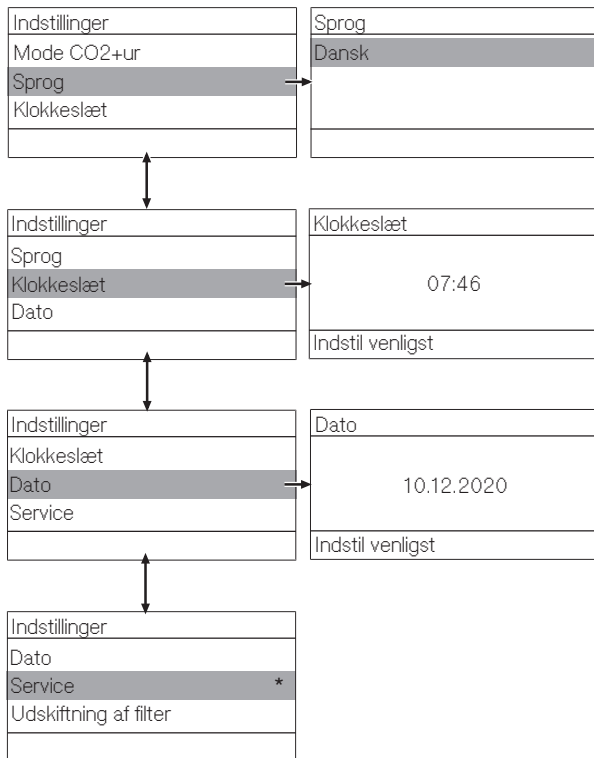 Indstillinger
Mode CO2+ur
Sprog
Klokkeslæt
Sprog
Dansk
Indstillinger
Sprog
Klokkeslæt
Dato
Klokkeslæt
07:46
Indstil venligst
Indstillinger
Klokkeslæt
Dato
Service
Dato
10.12.2020
Indstil venligst
Indstillinger
Dato
Service *
Udskiftning af filter